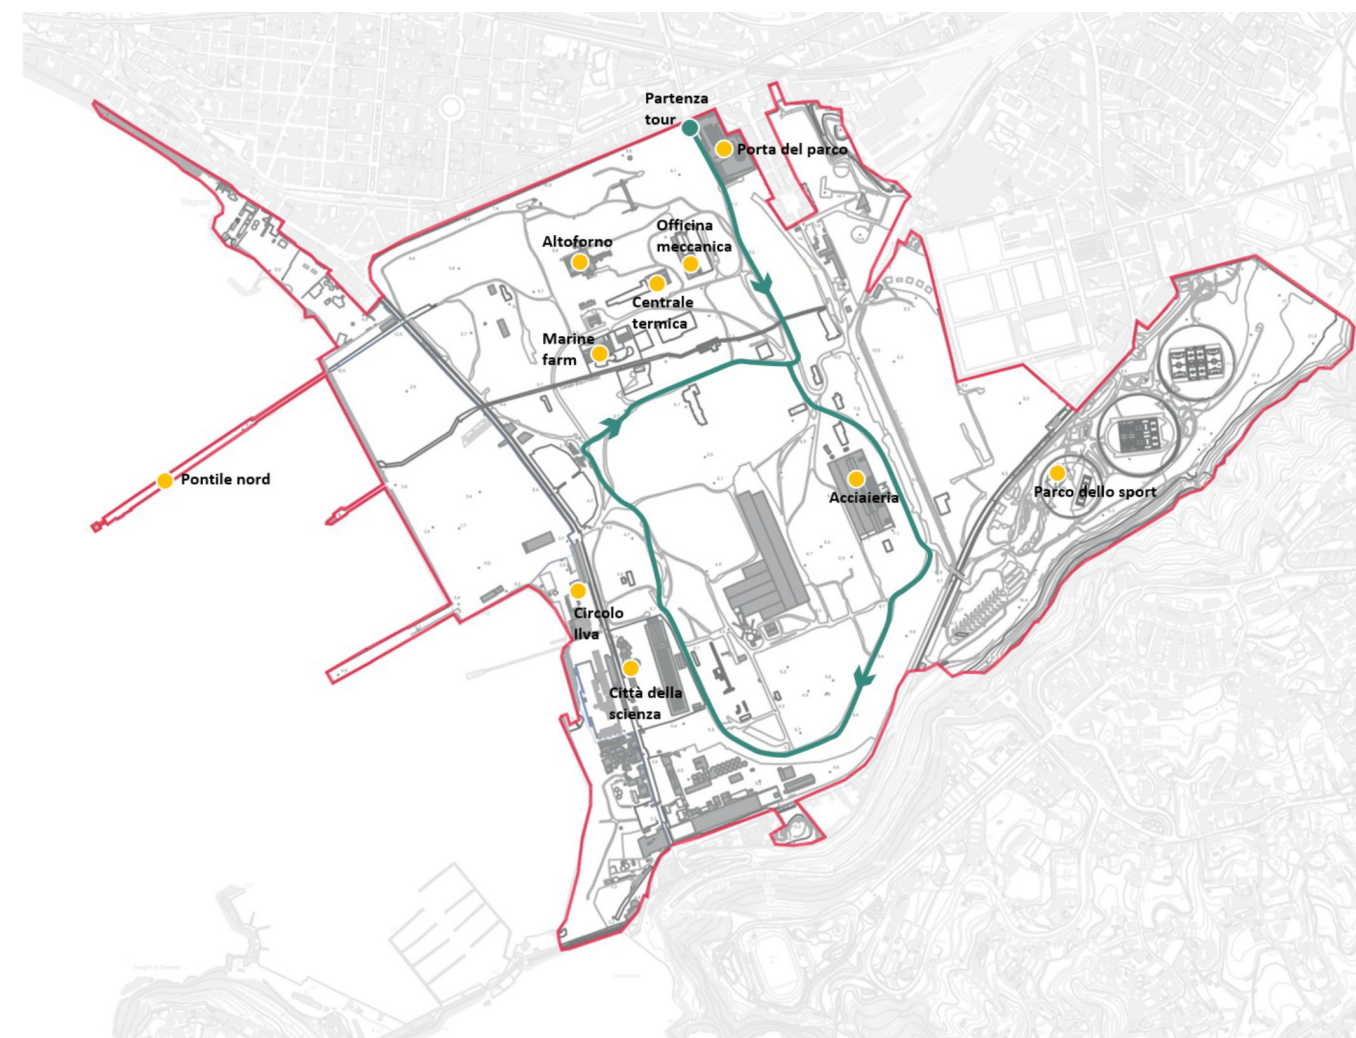 Partenza
tour
Porta del parco
Officina
meccanica
Altoforno
Centrale
termica
Marine
farm
Pontile nord
Acciaieria
Parco dello sport
Circolo
Ilva
Città della
scienza